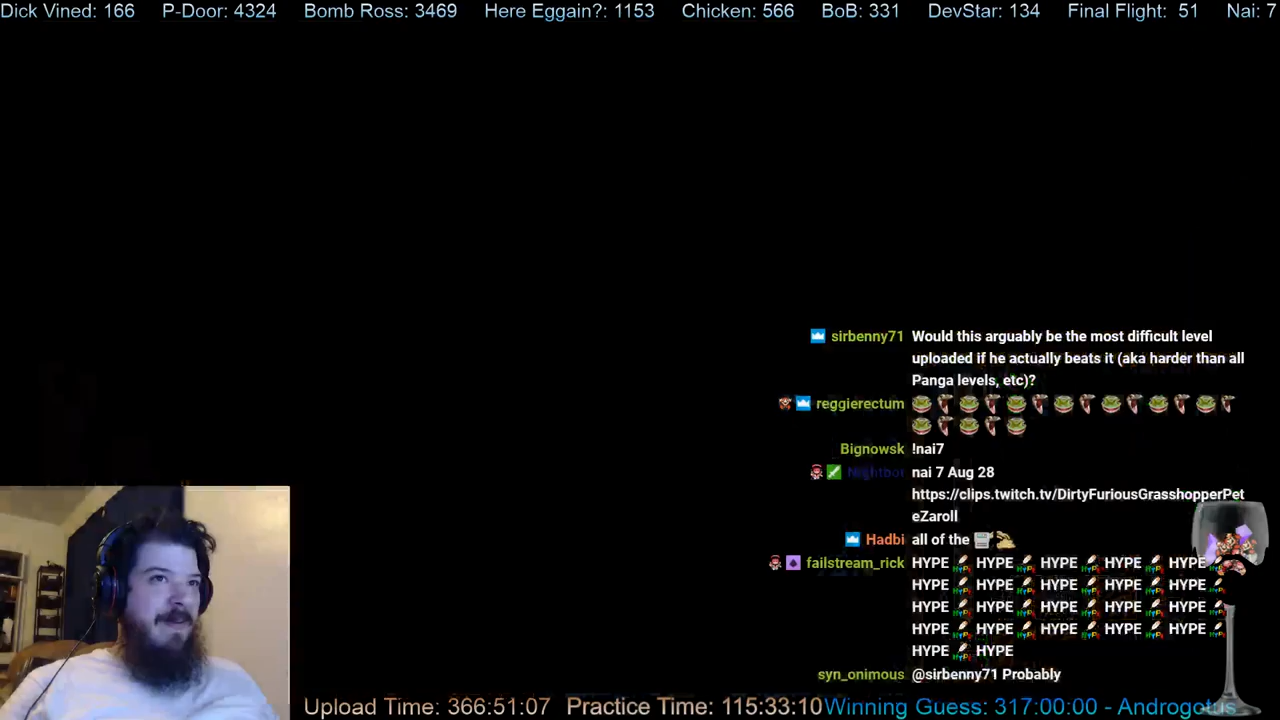 Dick Vined: 166 P-Door: 4324 Bomb Ross: 3469 Here Eggain?: 1153 Chicken: 566 BoB: 331 DevStar: 134 Final Flight: 51 Nai: 7
sirbenny71 Would this arguably be the most difficult level
uploaded if he actually beats it (aka harder than all
Panga levels, etc)?
reggierectum
Bignowsk !nai7
Nightbot nai 7 Aug 28
https://clips.twitch.tv/DirtyFuriousGrasshopperPet
eZaroll
Hadbi all of the
failstream_rick HYPE HYPE HYPE HYPE HYPE
HYPE HYPE HYPE HYPE HYPE
HYPE HYPE HYPE HYPE HYPE
HYPE HYPE HYPE HYPE HYPE
HYPE HYPE
syn_onimous @sirbenny71 Probably
Upload Time: 366:51:07 Practice Time: 115:33:10 Winning Guess: 317:00:00 - Androgotus